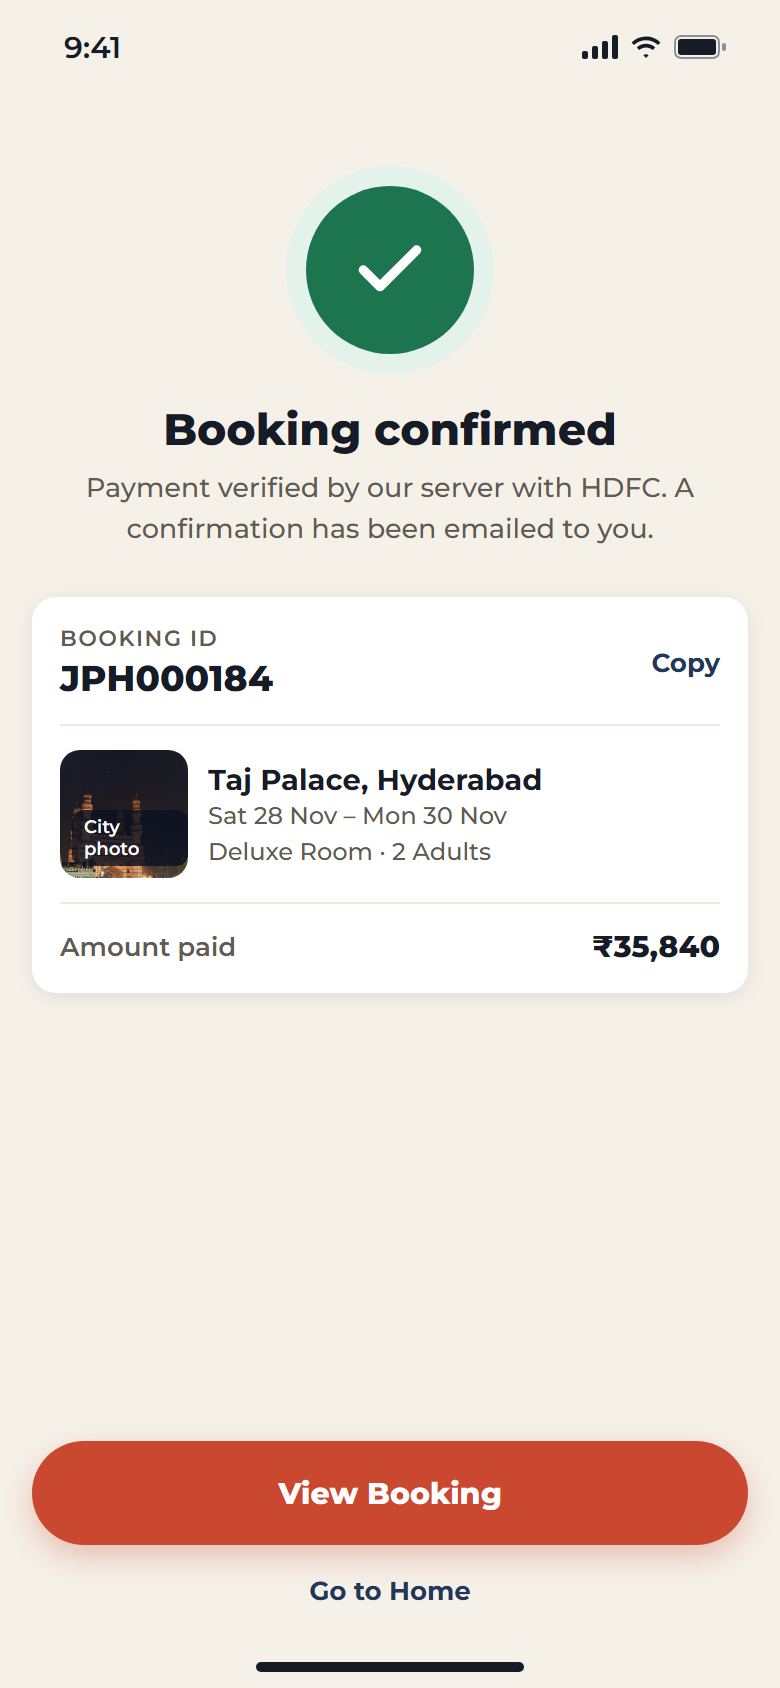 9:41
Booking confirmed
Payment verified by our server with HDFC. A
confirmation has been emailed to you.
BOOKING ID
JPH000184
Copy
City
photo
Taj Palace, Hyderabad
Sat 28 Nov – Mon 30 Nov
Deluxe Room · 2 Adults
Amount paid
₹35,840
View Booking
Go to Home